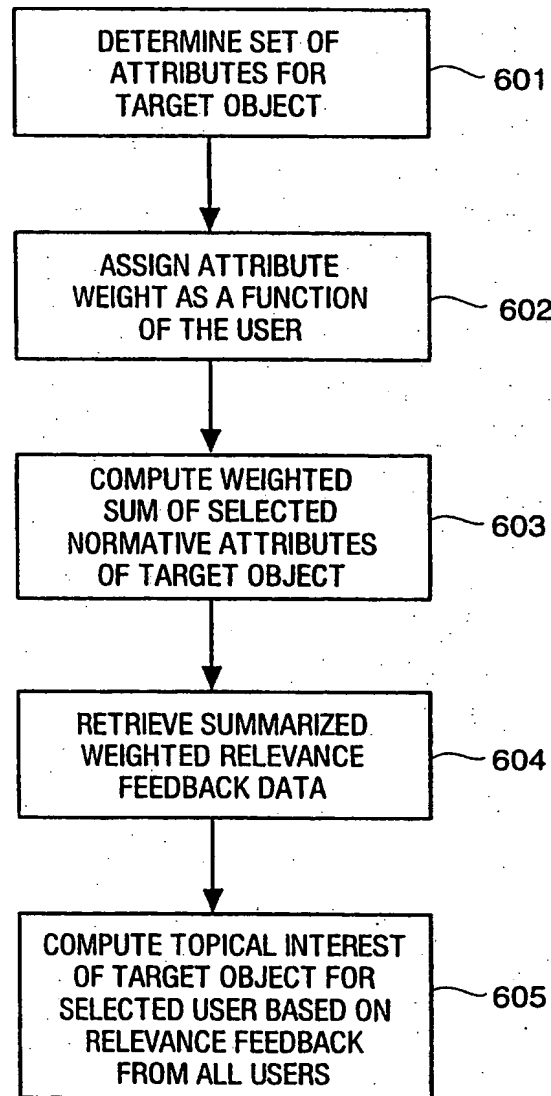 DETERMINE SET OF
ATTRIBUTES FOR
TARGET OBJECT
601
ASSIGN ATTRIBUTE
WEIGHT AS A FUNCTION
OF THE USER
602
COMPUTE WEIGHTED
SUM OF SELECTED
NORMATIVE ATTRIBUTES
OF TARGET OBJECT
603
RETRIEVE SUMMARIZED
WEIGHTED RELEVANCE
FEEDBACK DATA
604
COMPUTE TOPICAL INTEREST
OF TARGET OBJECT FOR
SELECTED USER BASED ON
RELEVANCE FEEDBACK
FROM ALL USERS
605